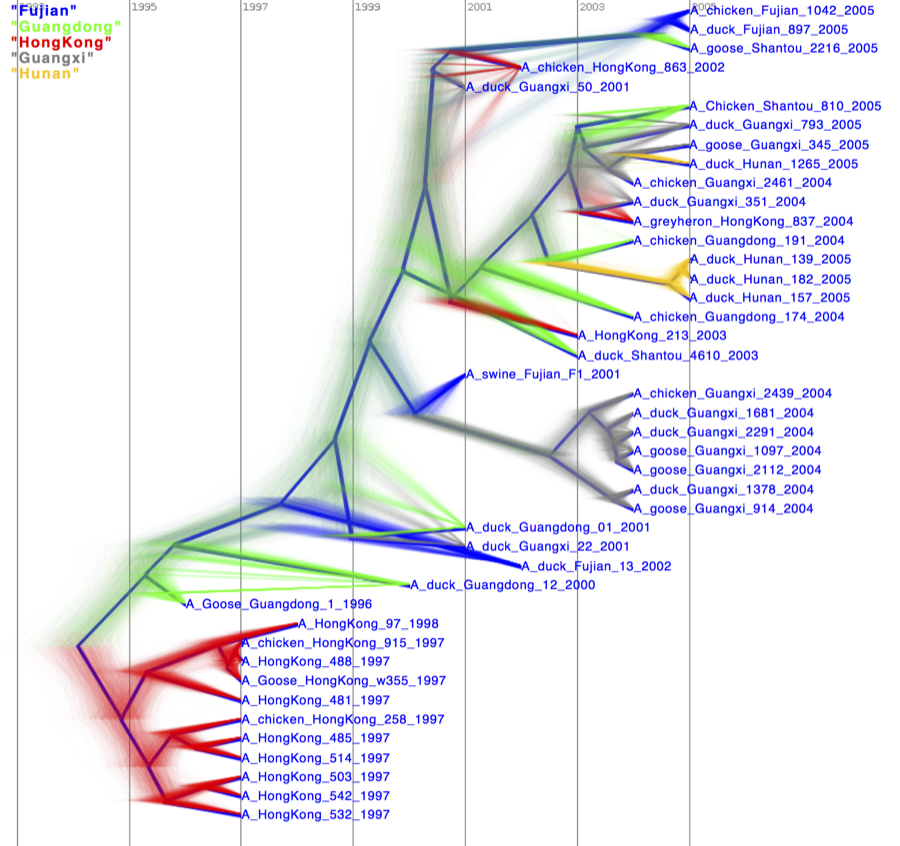 1993 1995 1997 1999 2001 2003 2005
"Fujian"
"Guangdong"
"HongKong"
"Guangxi"
"Hunan"
A_chicken_Fujian_1042_2005
A_duck_Fujian_897_2005
A_goose_Shantou_2216_2005
A_chicken_HongKong_863_2002
A_duck_Guangxi_50_2001
A_Chicken_Shantou_810_2005
A_duck_Guangxi_793_2005
A_goose_Guangxi_345_2005
A_duck_Hunan_1265_2005
A_chicken_Guangxi_2461_2004
A_duck_Guangxi_351_2004
A_greyheron_HongKong_837_2004
A_chicken_Guangdong_191_2004
A_duck_Hunan_139_2005
A_duck_Hunan_182_2005
A_duck_Hunan_157_2005
A_chicken_Guangdong_174_2004
A_HongKong_213_2003
A_duck_Shantou_4610_2003
A_swine_Fujian_F1_2001
A_chicken_Guangxi_2439_2004
A_duck_Guangxi_1681_2004
A_duck_Guangxi_2291_2004
A_goose_Guangxi_1097_2004
A_goose_Guangxi_2112_2004
A_duck_Guangxi_1378_2004
A_goose_Guangxi_914_2004
A_duck_Guangdong_01_2001
A_duck_Guangxi_22_2001
A_duck_Fujian_13_2002
A_duck_Guangdong_12_2000
A_Goose_Guangdong_1_1996
A_HongKong_97_1998
A_chicken_HongKong_915_1997
A_HongKong_488_1997
A_Goose_HongKong_w355_1997
A_HongKong_481_1997
A_chicken_HongKong_258_1997
A_HongKong_485_1997
A_HongKong_514_1997
A_HongKong_503_1997
A_HongKong_542_1997
A_HongKong_532_1997